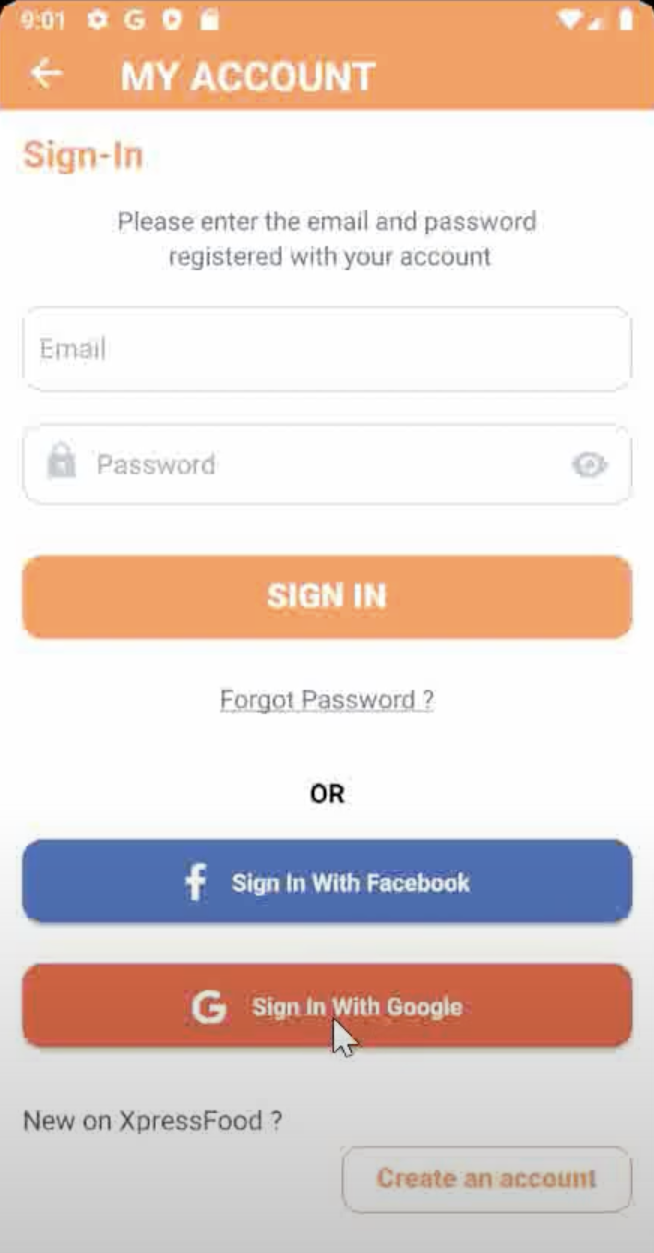 9:01
MY ACCOUNT
Sign-In
Please enter the email and password
registered with your account
Email
Password
SIGN IN
Forgot Password ?
OR
f Sign In With Facebook
G Sign In With Google
New on XpressFood ?
Create an account